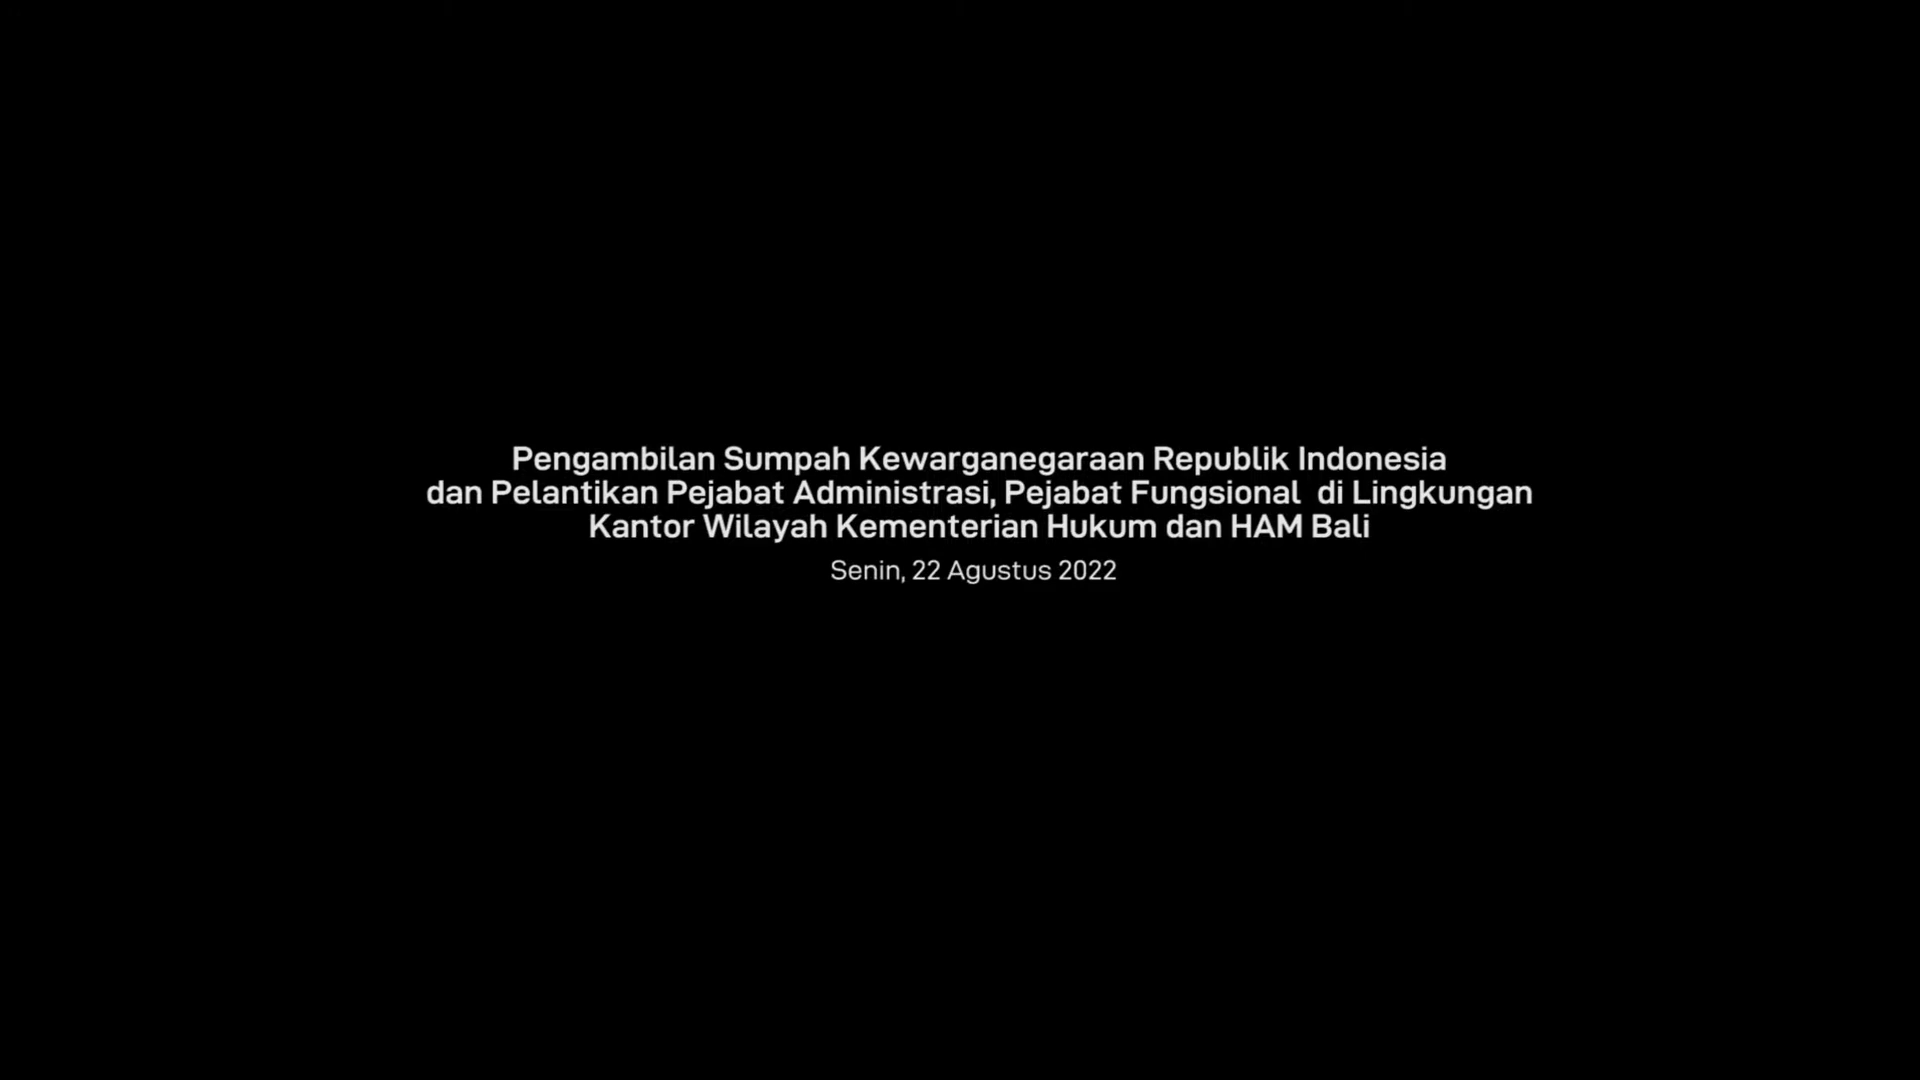 Pengambilan Sumpah Kewarganegaraan Republik Indonesia
dan Pelantikan Pejabat Administrasi, Pejabat Fungsional  di Lingkungan
Kantor Wilayah Kementerian Hukum dan HAM Bali
Senin, 22 Agustus 2022